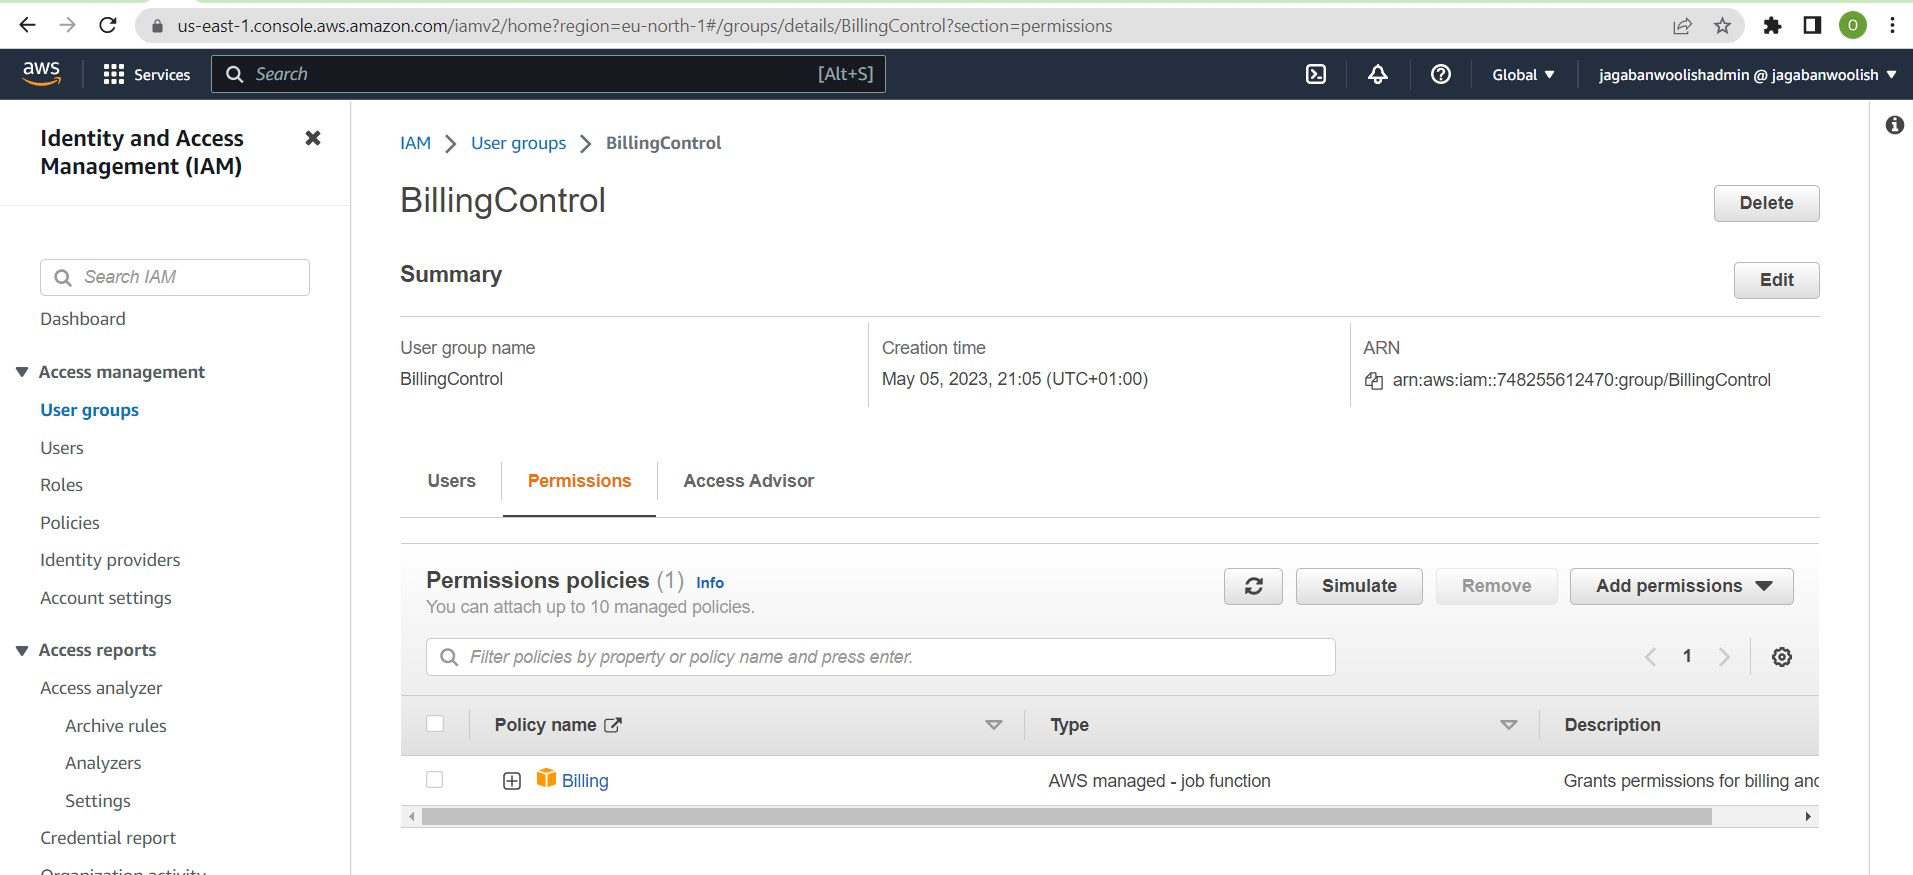 us-east-1.console.aws.amazon.com/iamv2/home?region=eu-north-1#/groups/details/BillingControl?section=permissions
O
aws
Services
Search
[Alt+S]
Global
jagabanwoolishadmin @ jagabanwoolish
Identity and Access
Management (IAM)
Search IAM
Dashboard
Access management
User groups
Users
Roles
Policies
Identity providers
Account settings
Access reports
Access analyzer
Archive rules
Analyzers
Settings
Credential report
Organization activity
IAM
User groups
BillingControl
BillingControl
Delete
Summary
Edit
User group name
BillingControl
Creation time
May 05, 2023, 21:05 (UTC+01:00)
ARN
arn:aws:iam::748255612470:group/BillingControl
Users
Permissions
Access Advisor
Permissions policies (1) Info
You can attach up to 10 managed policies.
Simulate
Remove
Add permissions
Filter policies by property or policy name and press enter.
1
Policy name
Type
Description
Billing
AWS managed - job function
Grants permissions for billing and